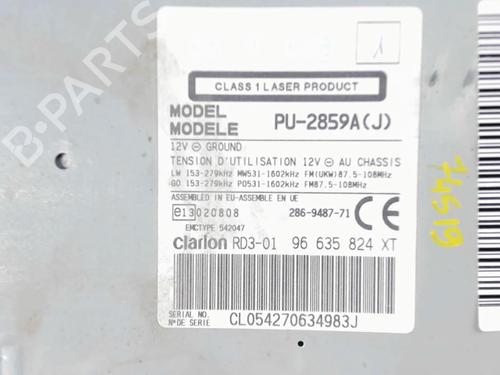 CLASS 1 LASER PRODUCT
MODEL
MODELE
PU-2859A(J)
12V ⊖ GROUND
TENSION D'UTILISATION 12V ⊖ AU CHASSIS
LW 153-279kHz MW531-1602kHz FM(UKW)87.5-108MHz
GO 153-279kHz PO531-1602kHz FM87.5-108MHz
ASSEMBLED IN EU-ASSEMBLE EN UE
e13 020808 286-9487-71 CE
EMCTYPE 542047
clarion RD3-01 96 635 824 XT
SERIAL NO.
Nº DE SERIE
CL054270634983J
B-PARTS